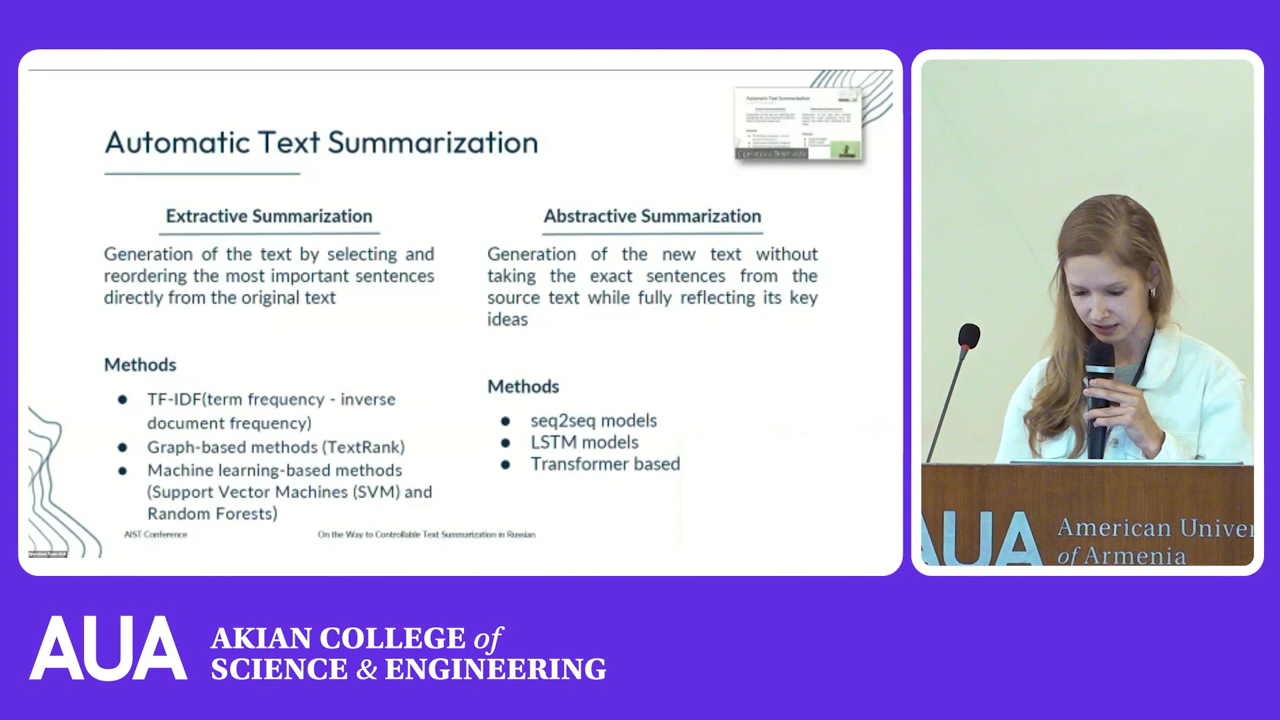 Automatic Text Summarization
Extractive Summarization
Generation of the text by selecting and
reordering the most important sentences
directly from the original text
Methods
● TF-IDF(term frequency - inverse
document frequency)
● Graph-based methods (TextRank)
● Machine learning-based methods
(Support Vector Machines (SVM) and
Random Forests)
Abstractive Summarization
Generation of the new text without
taking the exact sentences from the
source text while fully reflecting its key
ideas
Methods
● seq2seq models
● LSTM models
● Transformer based
AIST Conference
On the Way to Controllable Text Summarization in Russian
AUA American Univer
of Armenia
AUA AKIAN COLLEGE of
SCIENCE & ENGINEERING